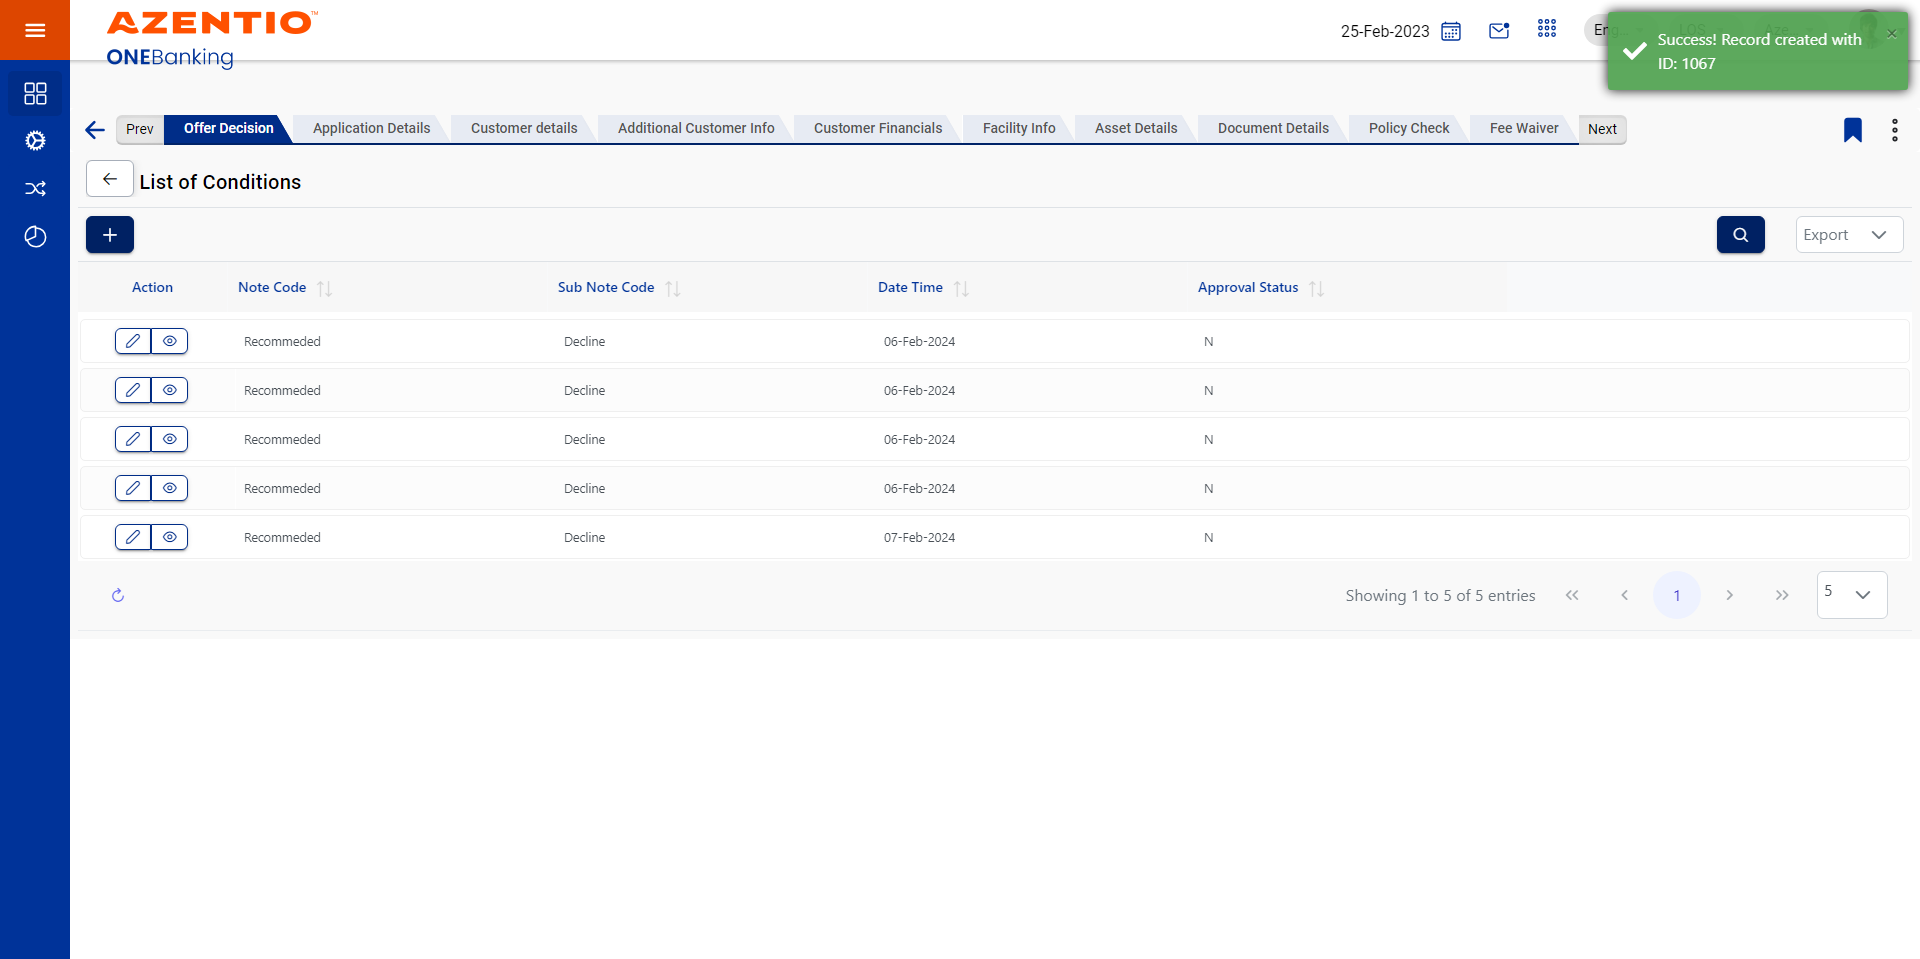 AZENTIO™
ONEBanking
25-Feb-2023
Success! Record created with
ID: 1067
Prev
Offer Decision
Application Details
Customer details
Additional Customer Info
Customer Financials
Facility Info
Asset Details
Document Details
Policy Check
Fee Waiver
Next
List of Conditions
Export
Action Note Code Sub Note Code Date Time Approval Status
Recommeded Decline 06-Feb-2024 N
Recommeded Decline 06-Feb-2024 N
Recommeded Decline 06-Feb-2024 N
Recommeded Decline 06-Feb-2024 N
Recommeded Decline 07-Feb-2024 N
Showing 1 to 5 of 5 entries
1
5